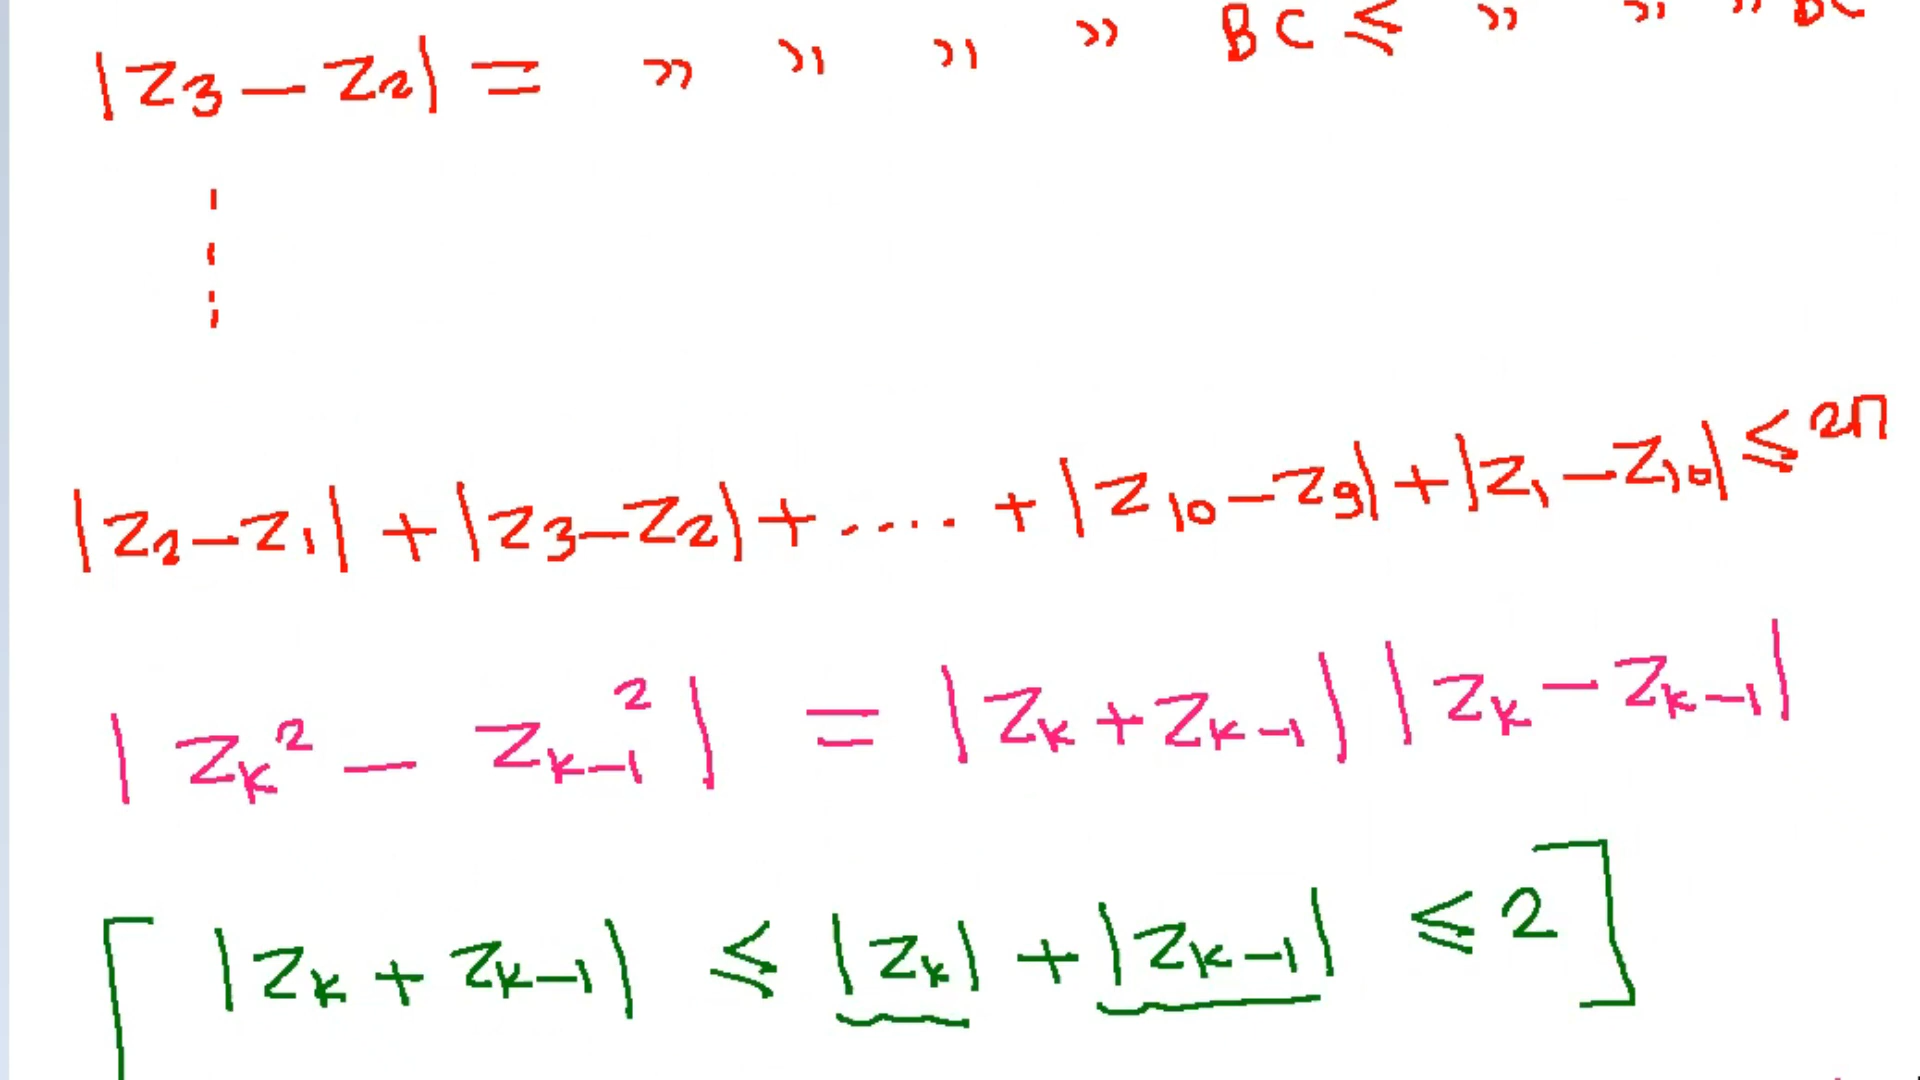 |z3 - z2| = " " " " BC ≤ " " " BC
|z2-z1| + |z3-z2| + .... + |z10-z9| + |z1-z10| ≤ 2π
|zk² - zk-1²| = |zk+zk-1| |zk-zk-1|
[ |zk + zk-1| ≤ |zk| + |zk-1| ≤ 2 ]